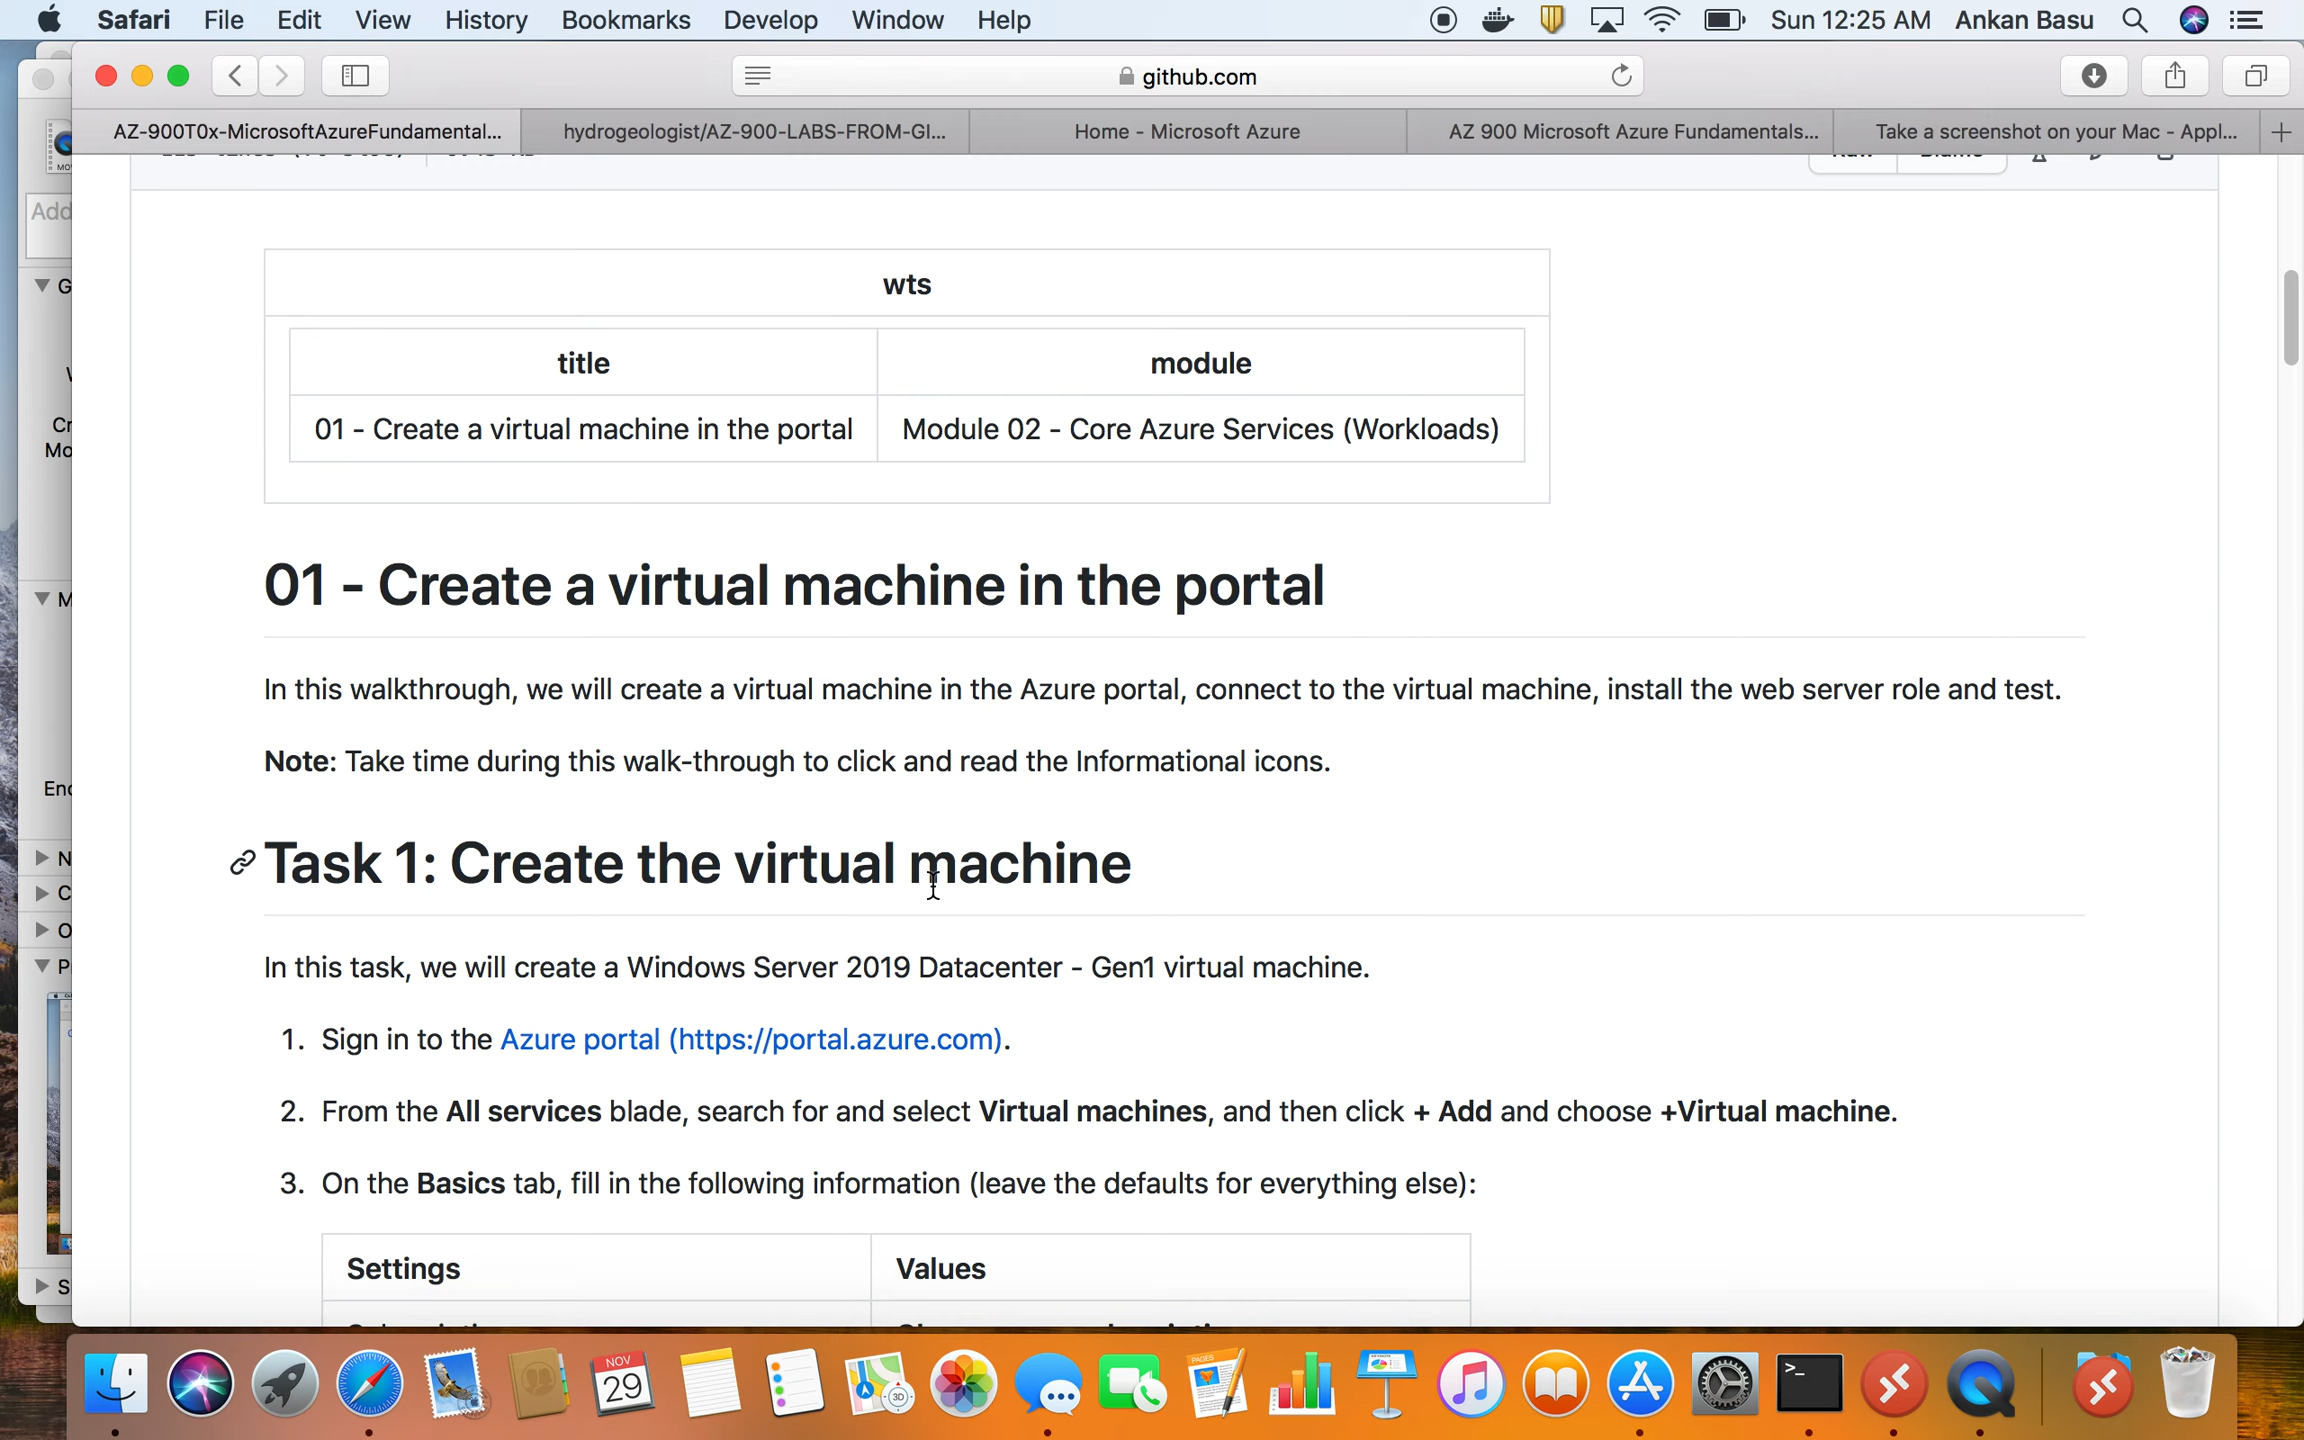 Safari File Edit View History Bookmarks Develop Window Help Sun 12:25 AM Ankan Basu
github.com
AZ-900T0x-MicrosoftAzureFundamental... hydrogeologist/AZ-900-LABS-FROM-GI... Home - Microsoft Azure AZ 900 Microsoft Azure Fundamentals... Take a screenshot on your Mac - Appl...
Add
wts
title module
01 - Create a virtual machine in the portal Module 02 - Core Azure Services (Workloads)
01 - Create a virtual machine in the portal
In this walkthrough, we will create a virtual machine in the Azure portal, connect to the virtual machine, install the web server role and test.
Note: Take time during this walk-through to click and read the Informational icons.
Task 1: Create the virtual machine
In this task, we will create a Windows Server 2019 Datacenter - Gen1 virtual machine.
1. Sign in to the Azure portal (https://portal.azure.com).
2. From the All services blade, search for and select Virtual machines, and then click + Add and choose +Virtual machine.
3. On the Basics tab, fill in the following information (leave the defaults for everything else):
Settings Values
NOV
29
3D
PAGES